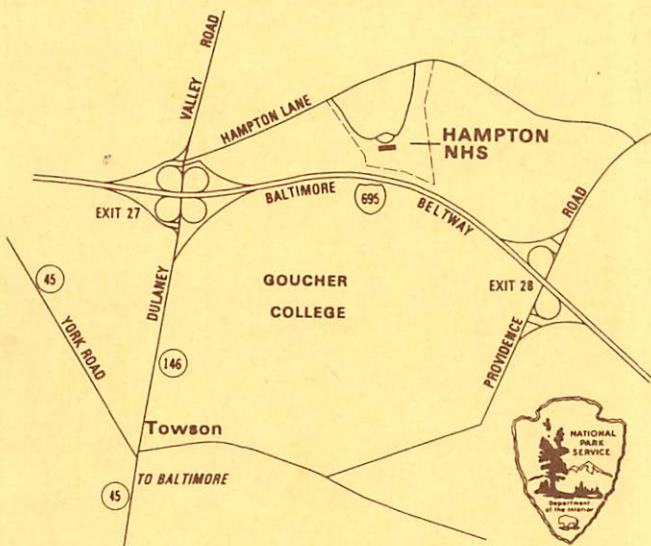 VALLEY ROAD
HAMPTON LANE
HAMPTON
NHS
EXIT 27
BALTIMORE
695
BELTWAY
ROAD
45
DULANEY
GOUCHER
COLLEGE
EXIT 28
YORK ROAD
146
PROVIDENCE
Towson
45
TO BALTIMORE
NATIONAL
PARK
SERVICE
Department
of the Interior